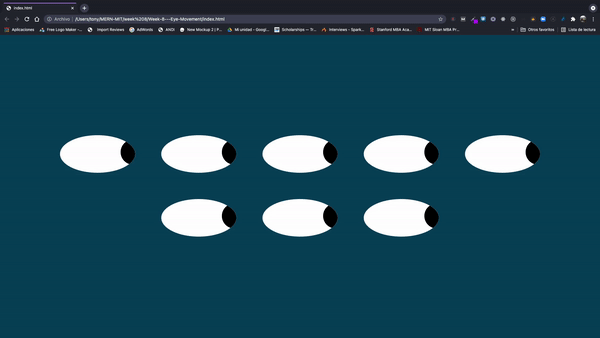 index.html
Archivo | /Users/tony/MERN-MIT/week%208/Week-8---Eye-Movement/index.html
Aplicaciones Free Logo Maker -... Import Reviews AdWords ANDI New Mockup 2 | P... Mi unidad - Googl... Scholarships — Tr... Interviews - Spark... Stanford MBA Aca... MIT Sloan MBA Pr... » Otros favoritos Lista de lectura